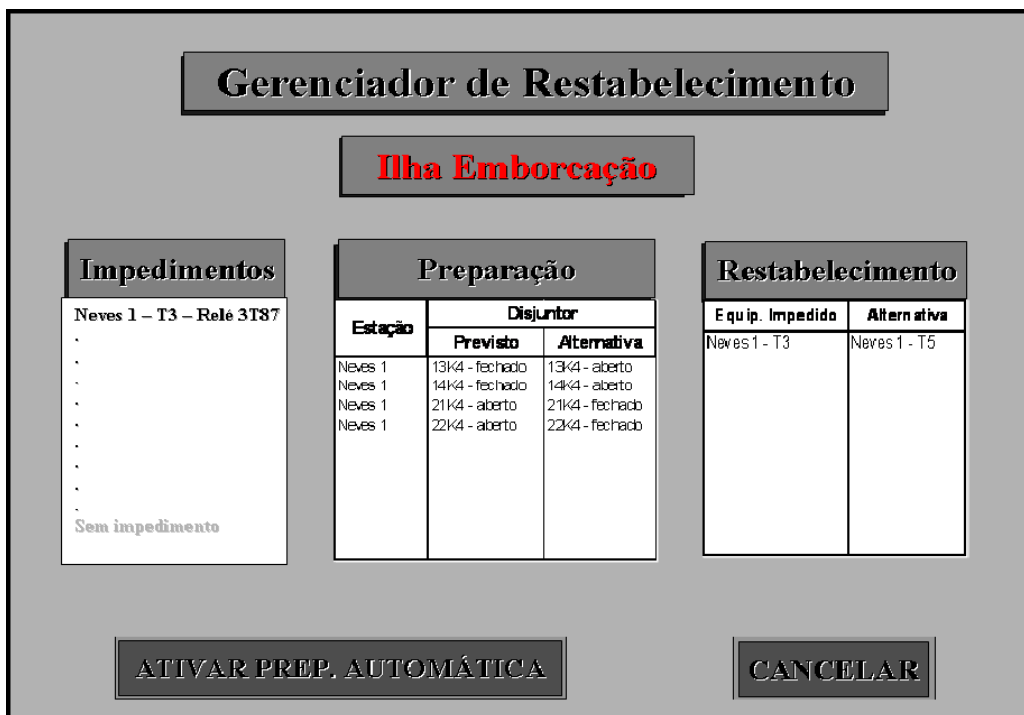 Gerenciador de Restabelecimento
Ilha Emborcação
Impedimentos
Neves 1 – T3 – Relé 3T87
.
.
.
.
.
.
.
.
.
Sem impedimento
Preparação
Estação Disjuntor
Previsto Alternativa
Neves 1 13K4 - fechado 13K4 - aberto
Neves 1 14K4 - fechado 14K4 - aberto
Neves 1 21K4 - aberto 21K4 - fechado
Neves 1 22K4 - aberto 22K4 - fechado
Restabelecimento
Equip. Impedido Alternativa
Neves 1 - T3 Neves 1 - T5
ATIVAR PREP. AUTOMÁTICA
CANCELAR